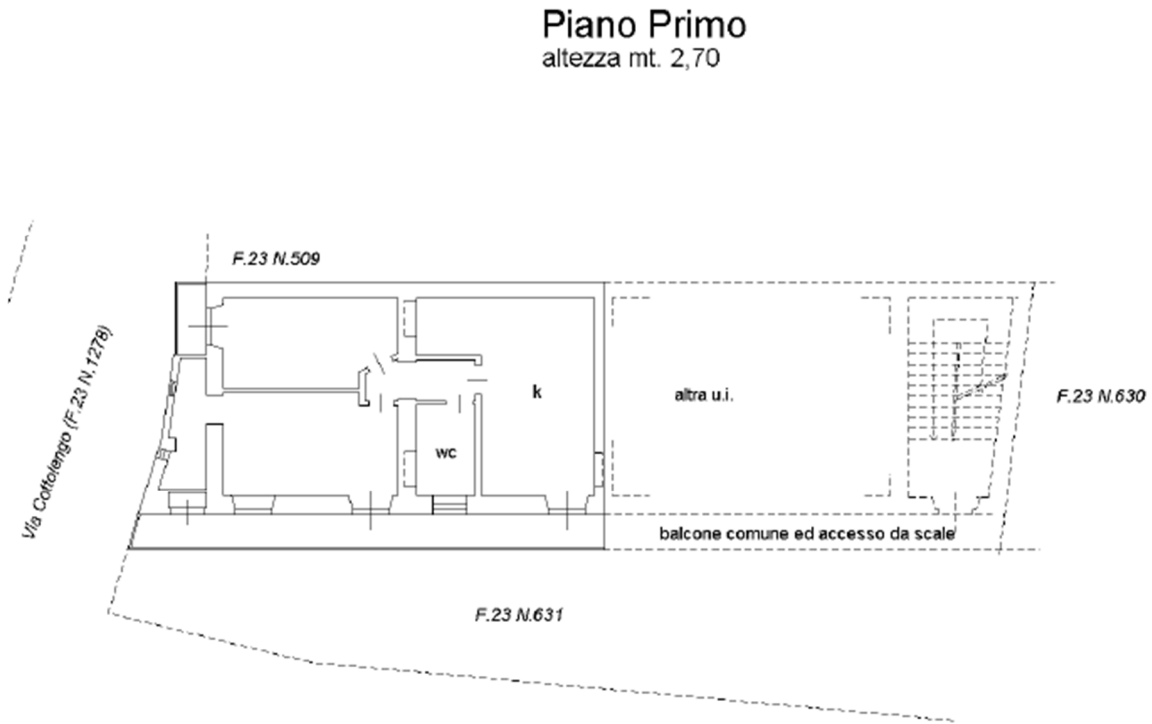 Piano Primo
altezza mt. 2,70
F.23 N.509
Via Cottolengo (F.23 N.1278)
k
altra u.i.
F.23 N.630
wc
balcone comune ed accesso da scale
F.23 N.631